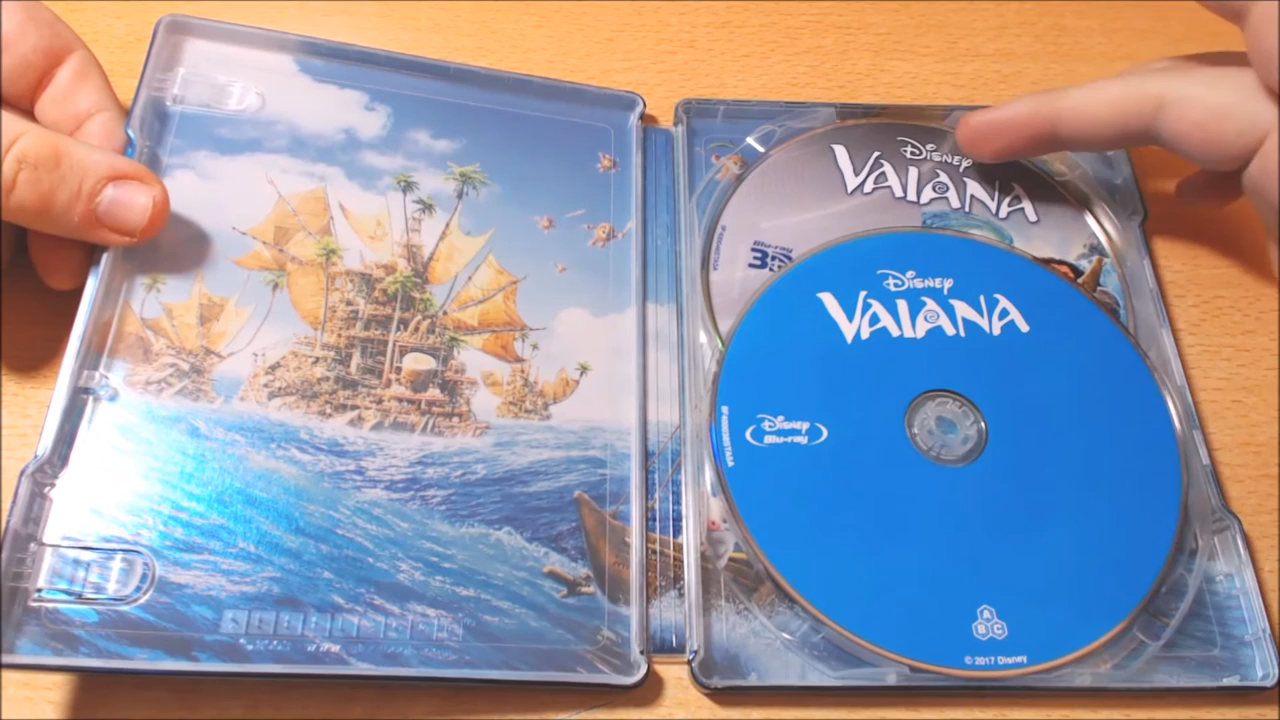 Disney
VAIANA
Blu-ray
3D
Disney
VAIANA
Disney
Blu-ray
A
B C
© 2017 Disney